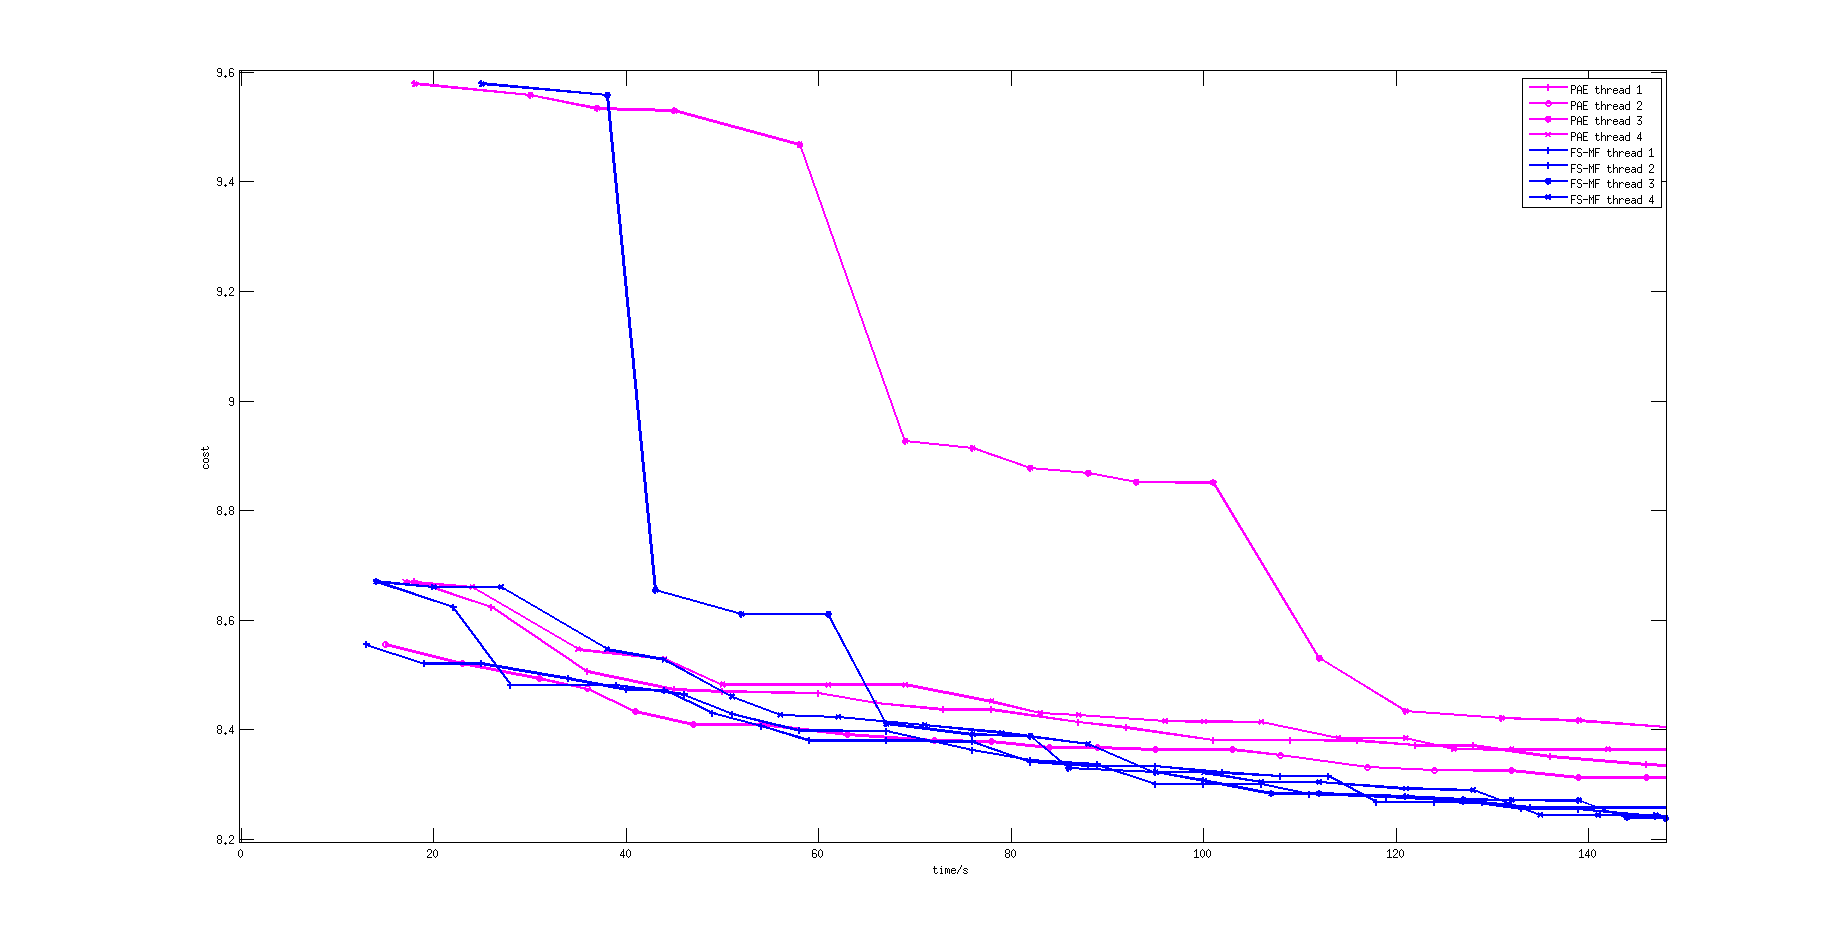 9.6
9.4
9.2
9
8.8
8.6
8.4
8.2
cost
0
20
40
60
80
100
120
140
time/s
PAE thread 1
PAE thread 2
PAE thread 3
PAE thread 4
FS-MF thread 1
FS-MF thread 2
FS-MF thread 3
FS-MF thread 4